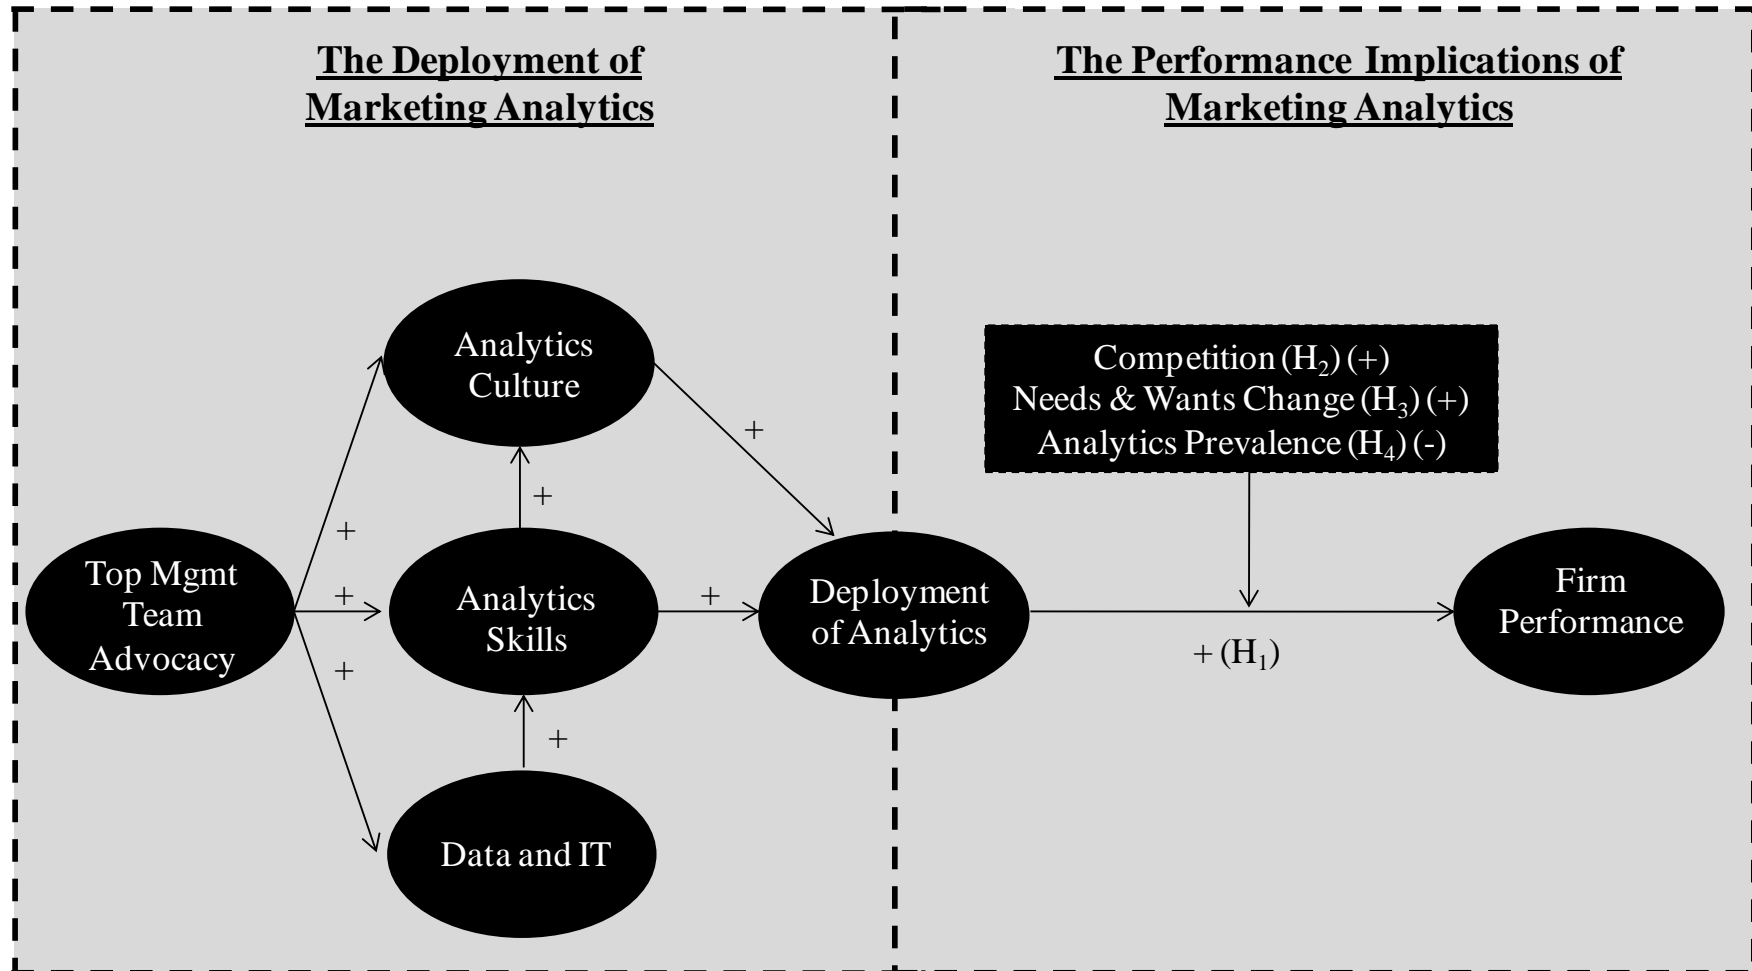 The Deployment of
Marketing Analytics
The Performance Implications of
Marketing Analytics
Analytics
Culture
Competition (H₂) (+)
Needs & Wants Change (H₃) (+)
Analytics Prevalence (H₄) (-)
+
+
+
Top Mgmt
Team
Advocacy
+
+
Analytics
Skills
+
Deployment
of Analytics
+ (H₁)
Firm
Performance
+
Data and IT